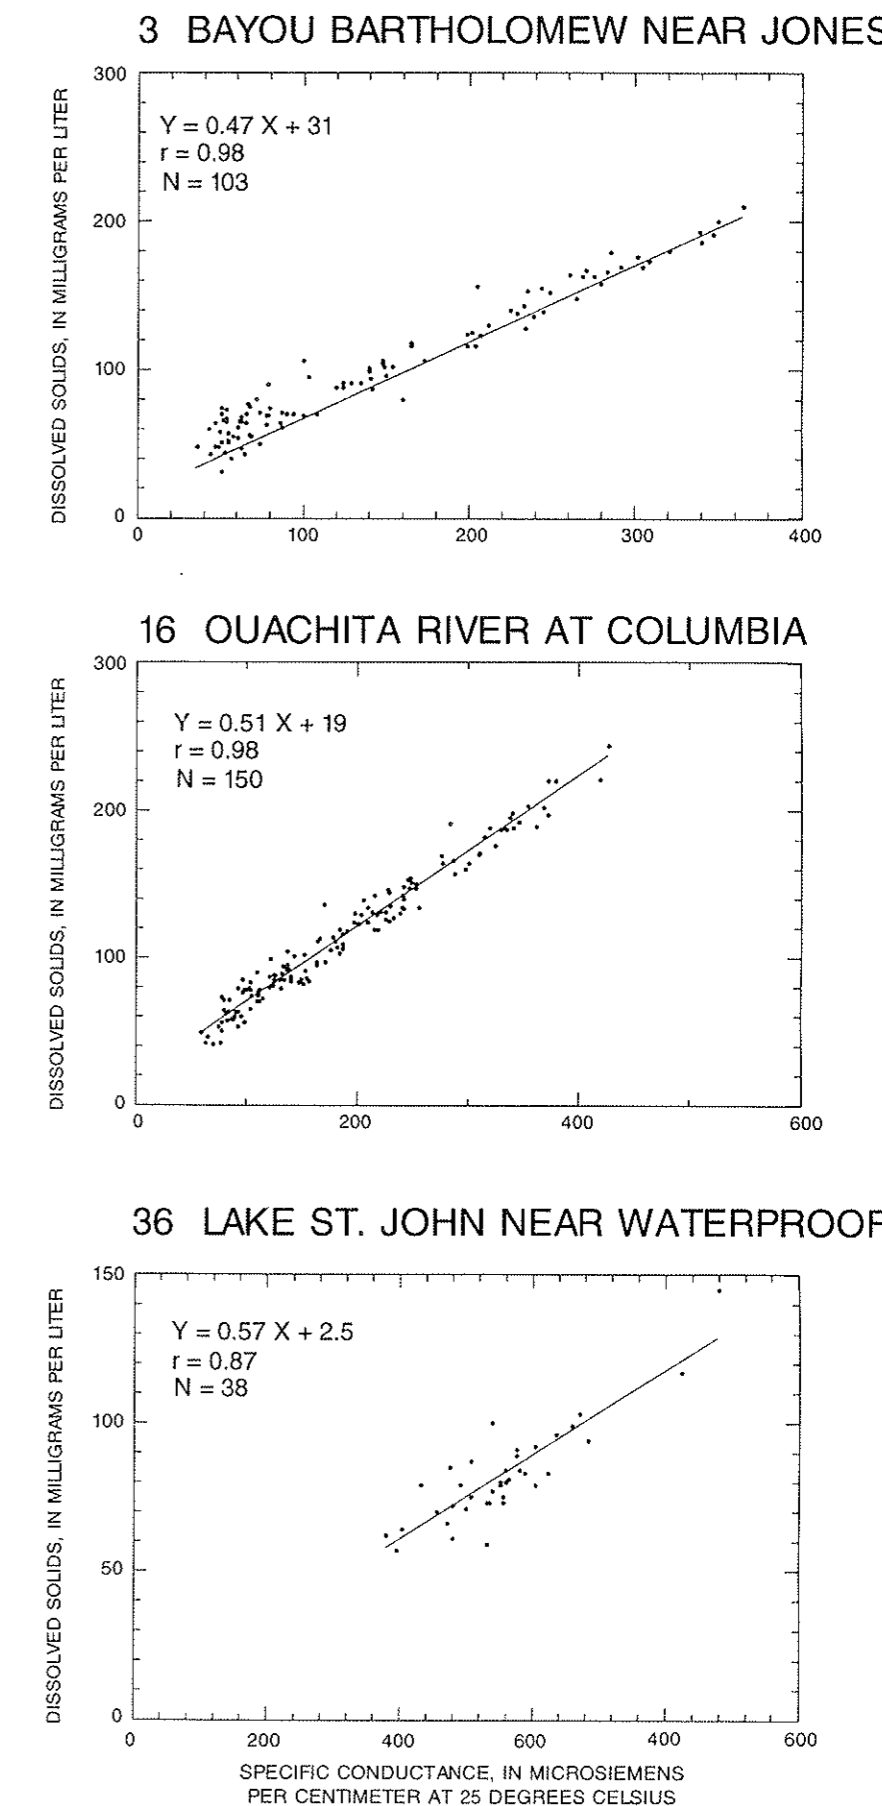 3 BAYOU BARTHOLOMEW NEAR JONES
DISSOLVED SOLIDS, IN MILLIGRAMS PER LITER
300
200
100
0
Y = 0.47 X + 31
r = 0.98
N = 103
0 100 200 300 400
16 OUACHITA RIVER AT COLUMBIA
DISSOLVED SOLIDS, IN MILLIGRAMS PER LITER
300
200
100
0
Y = 0.51 X + 19
r = 0.98
N = 150
0 200 400 600
36 LAKE ST. JOHN NEAR WATERPROOF
DISSOLVED SOLIDS, IN MILLIGRAMS PER LITER
150
100
50
0
Y = 0.57 X + 2.5
r = 0.87
N = 38
0 200 400 600 400 600
SPECIFIC CONDUCTANCE, IN MICROSIEMENS
PER CENTIMETER AT 25 DEGREES CELSIUS